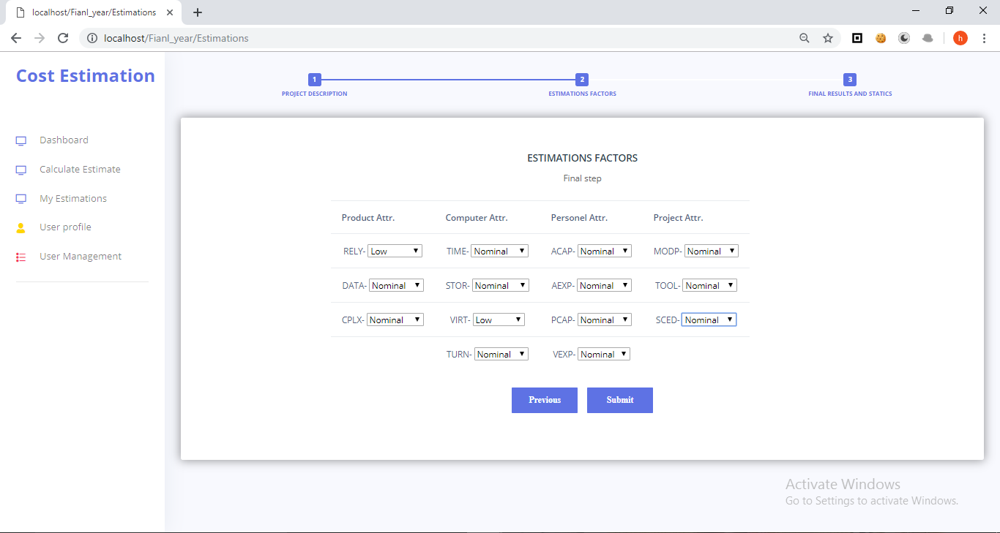 localhost/Fianl_year/Estimations
localhost/Fianl_year/Estimations
h
Cost Estimation
1 2 3
PROJECT DESCRIPTION ESTIMATIONS FACTORS FINAL RESULTS AND STATICS
Dashboard
Calculate Estimate
My Estimations
User profile
User Management
ESTIMATIONS FACTORS
Final step
Product Attr. Computer Attr. Personel Attr. Project Attr.
RELY- Low TIME- Nominal ACAP- Nominal MODP- Nominal
DATA- Nominal STOR- Nominal AEXP- Nominal TOOL- Nominal
CPLX- Nominal VIRT- Low PCAP- Nominal SCED- Nominal
TURN- Nominal VEXP- Nominal
Previous Submit
Activate Windows
Go to Settings to activate Windows.